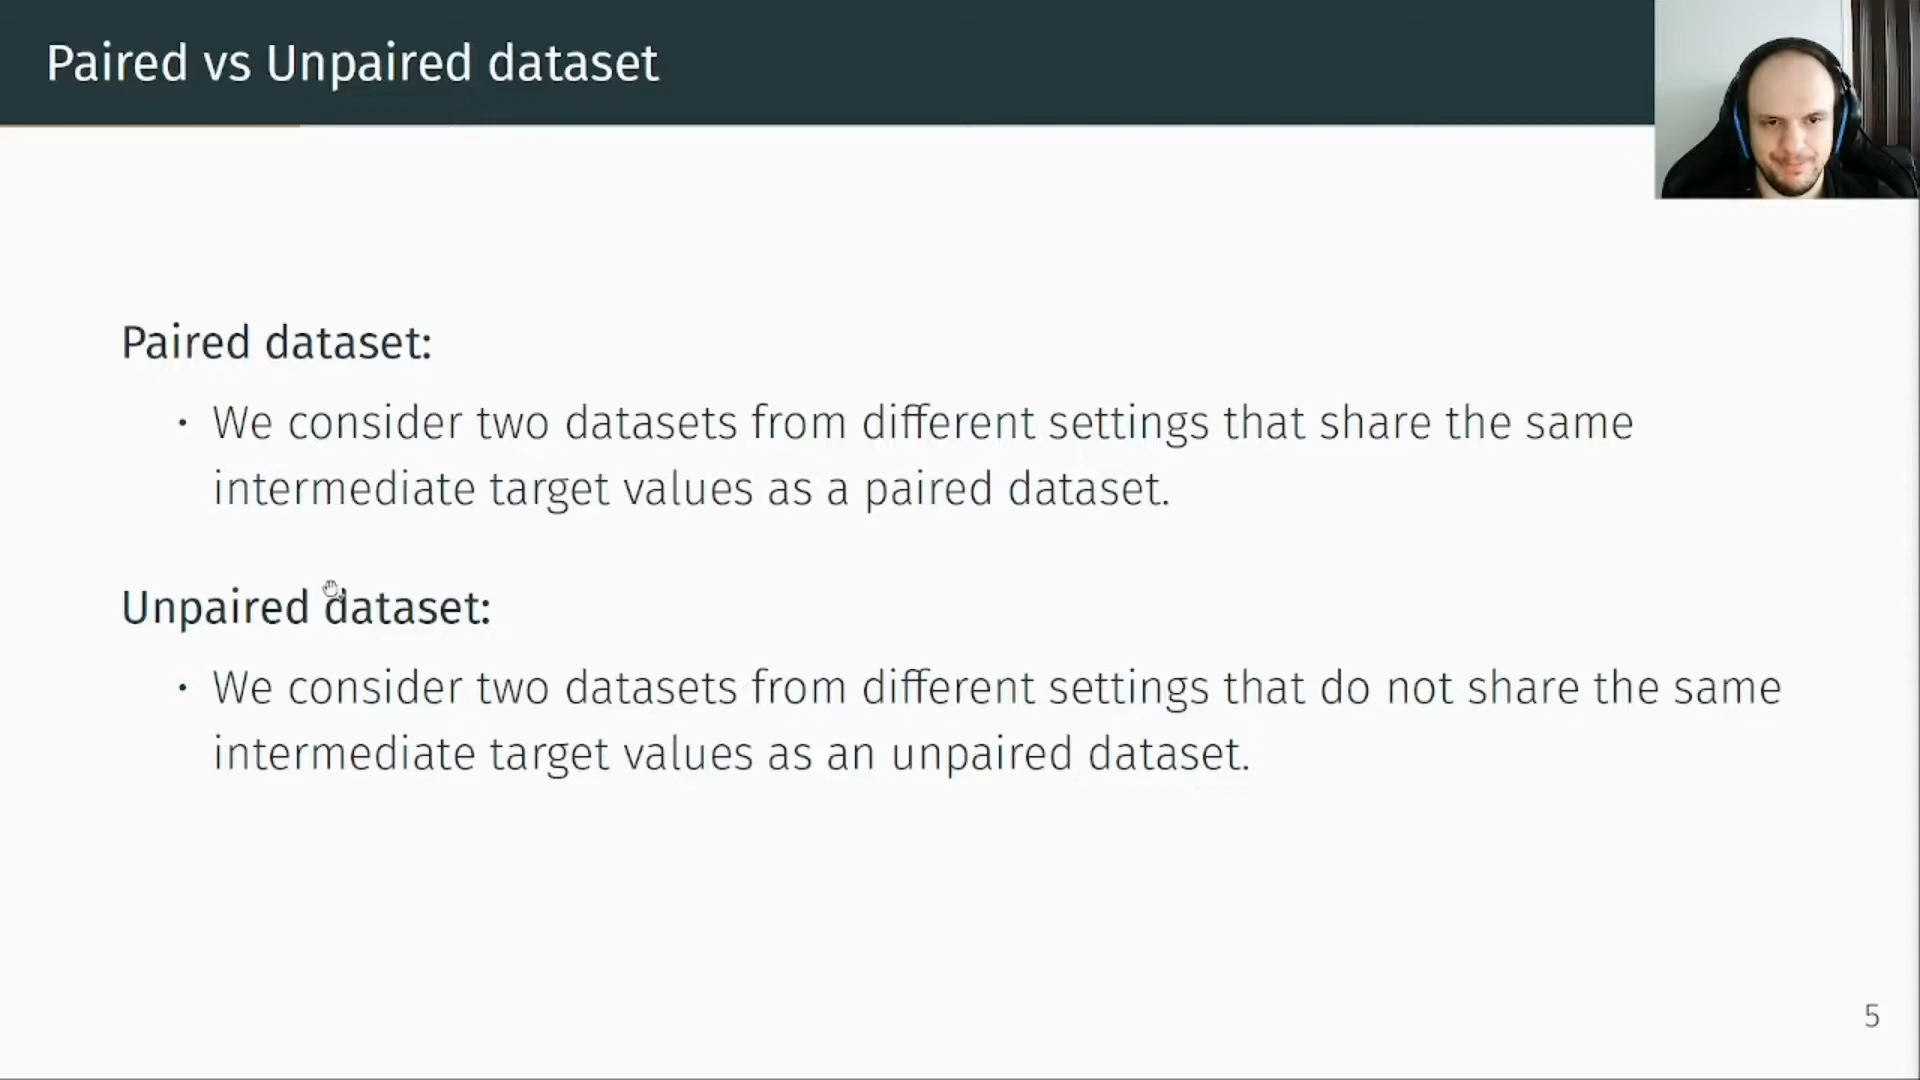 Paired vs Unpaired dataset
Paired dataset:
• We consider two datasets from different settings that share the same
intermediate target values as a paired dataset.
Unpaired dataset:
• We consider two datasets from different settings that do not share the same
intermediate target values as an unpaired dataset.
5